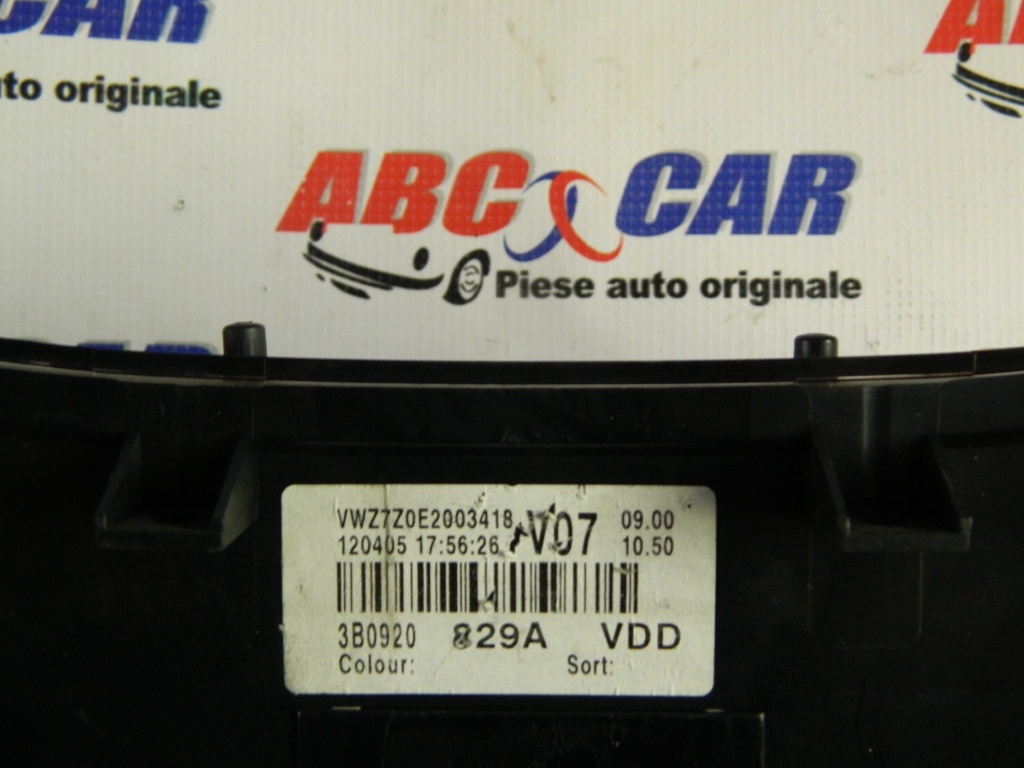 CAR
to originale
ABC CAR
Piese auto originale
VWZ7Z0E2003418 V07 09.00
120405 17:56:26 10.50
3B0920 829A VDD
Colour: Sort: